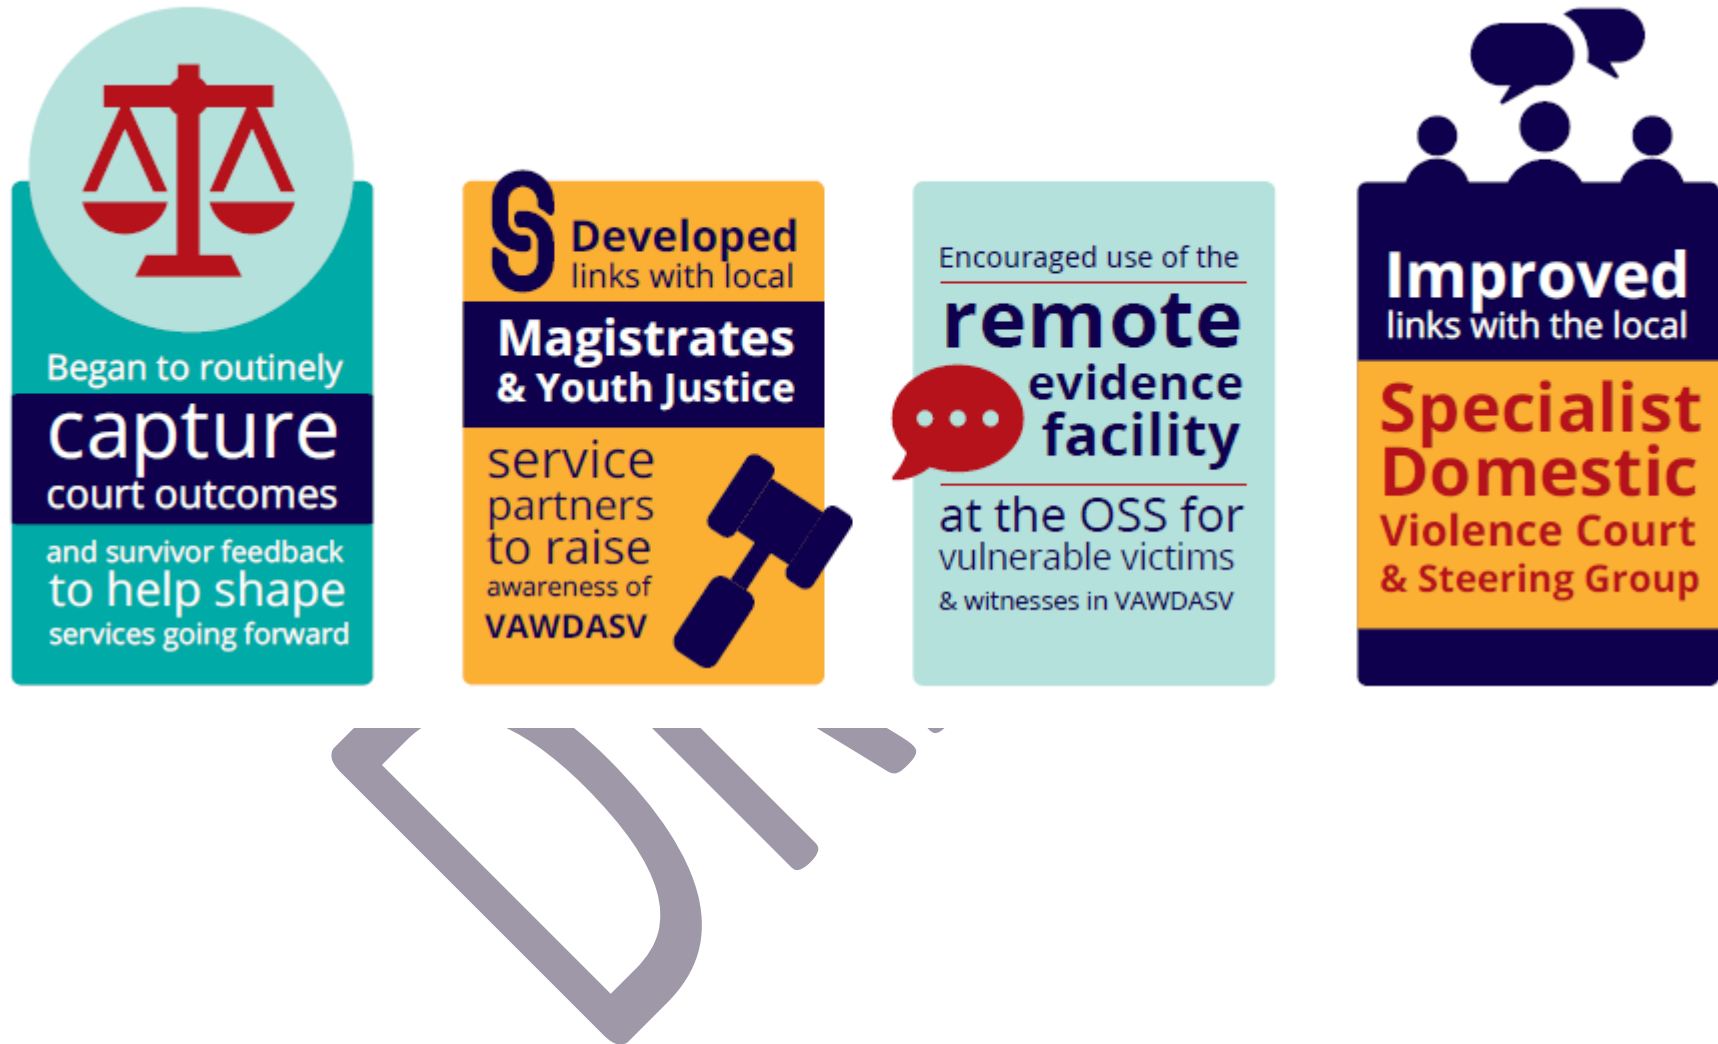 Began to routinely
capture
court outcomes
and survivor feedback
to help shape
services going forward
Developed
links with local
Magistrates
& Youth Justice
service
partners
to raise
awareness of
VAWDASV
Encouraged use of the
remote
evidence
facility
at the OSS for
vulnerable victims
& witnesses in VAWDASV
Improved
links with the local
Specialist
Domestic
Violence Court
& Steering Group